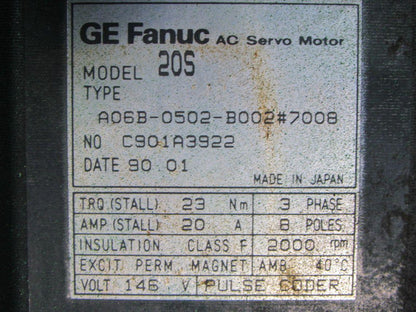 GE Fanuc AC Servo Motor
MODEL 20S
TYPE
A06B-0502-B002#7008
NO C901A3922
DATE 90.01
MADE IN JAPAN
TRQ.(STALL) 23 Nm 3 PHASE
AMP.(STALL) 20 A 8 POLES
INSULATION CLASS F 2000 rpm
EXCIT PERM. MAGNET AMB. 40°C
VOLT 146 V PULSE CODER